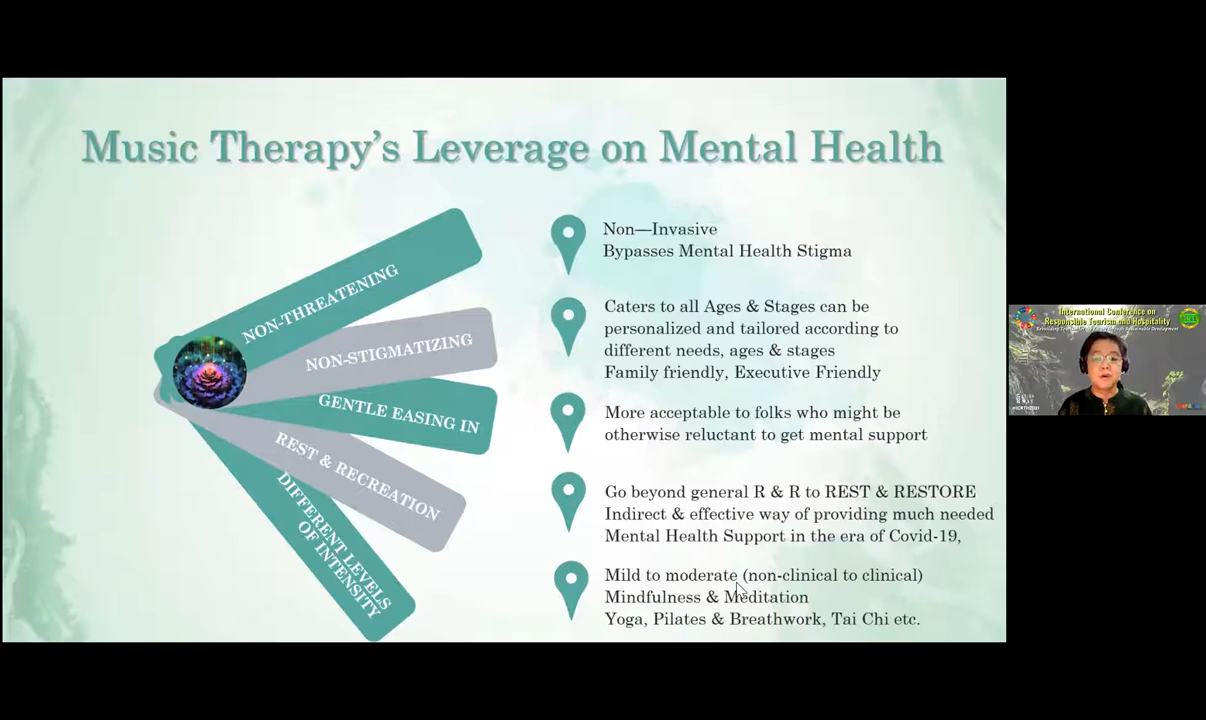 Music Therapy's Leverage on Mental Health
NON-THREATENING
NON-STIGMATIZING
GENTLE EASING IN
REST & RECREATION
DIFFERENT LEVELS
OF INTENSITY
Non—Invasive
Bypasses Mental Health Stigma
Caters to all Ages & Stages can be
personalized and tailored according to
different needs, ages & stages
Family friendly, Executive Friendly
More acceptable to folks who might be
otherwise reluctant to get mental support
Go beyond general R & R to REST & RESTORE
Indirect & effective way of providing much needed
Mental Health Support in the era of Covid-19,
Mild to moderate (non-clinical to clinical)
Mindfulness & Meditation
Yoga, Pilates & Breathwork, Tai Chi etc.
International Conference on
Responsible Tourism and Hospitality